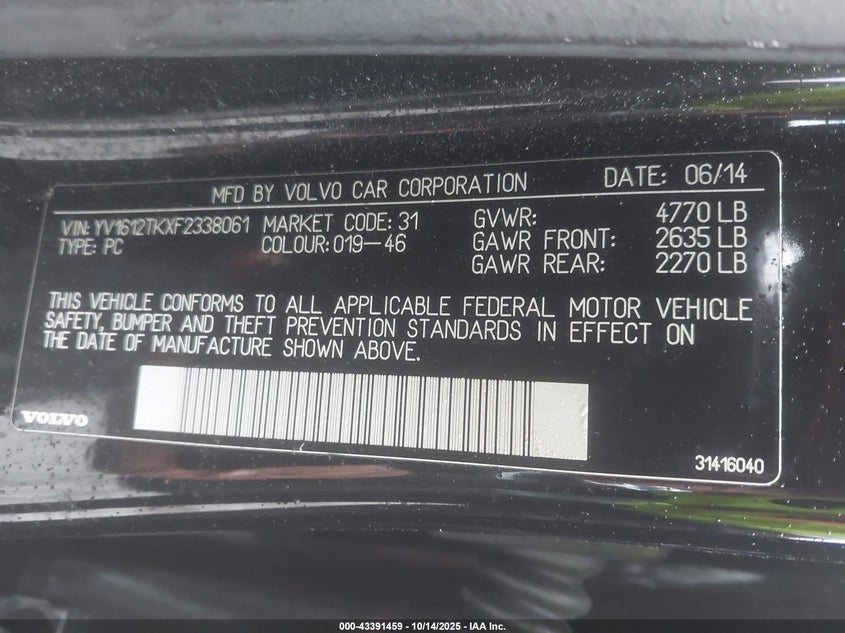 MFD BY VOLVO CAR CORPORATION DATE: 06/14
VIN: YV1612TKXF2338061 MARKET CODE: 31 GVWR: 4770 LB
TYPE: PC COLOUR: 019-46 GAWR FRONT: 2635 LB
GAWR REAR: 2270 LB
THIS VEHICLE CONFORMS TO ALL APPLICABLE FEDERAL MOTOR VEHICLE
SAFETY, BUMPER AND THEFT PREVENTION STANDARDS IN EFFECT ON
THE DATE OF MANUFACTURE SHOWN ABOVE.
VOLVO
31416040
000-43391459 - 10/14/2025 - IAA Inc.